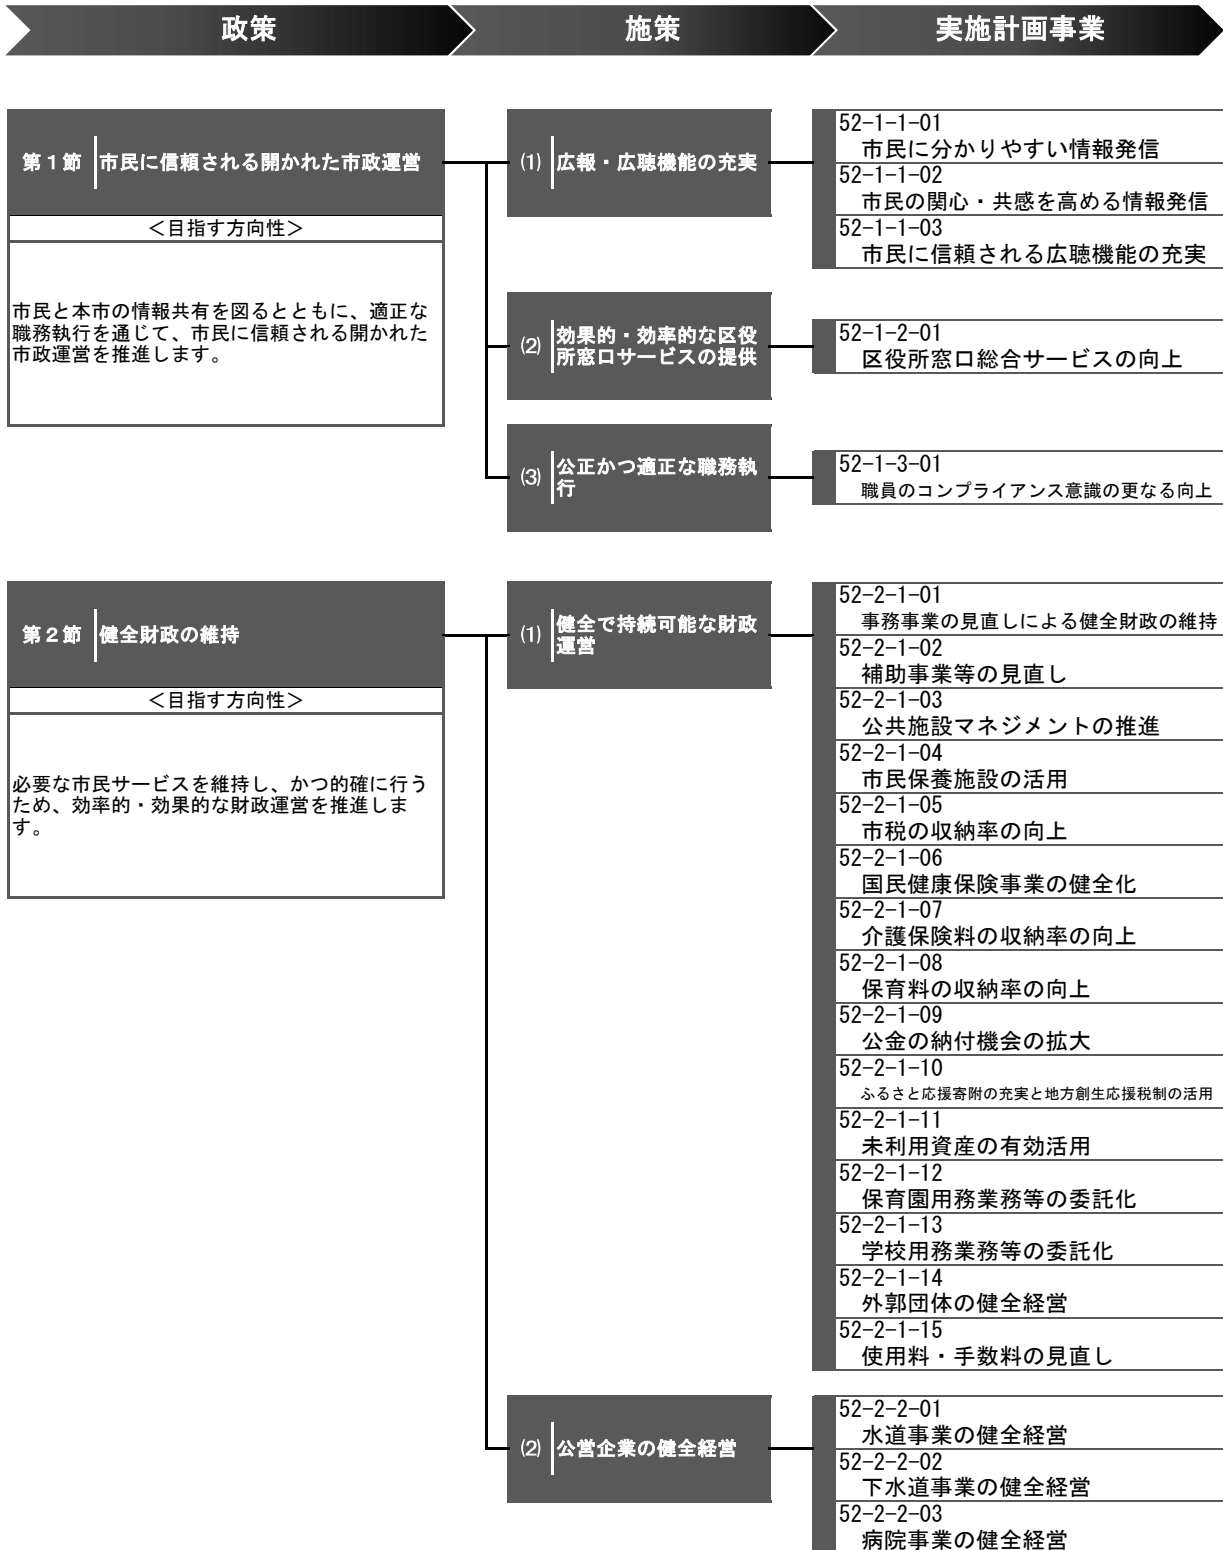 政策
施策
実施計画事業
第1節 市民に信頼される開かれた市政運営
＜目指す方向性＞
市民と本市の情報共有を図るとともに、適正な
職務執行を通じて、市民に信頼される開かれた
市政運営を推進します。
(1) 広報・広聴機能の充実
52-1-1-01
市民に分かりやすい情報発信
52-1-1-02
市民の関心・共感を高める情報発信
52-1-1-03
市民に信頼される広聴機能の充実
(2) 効果的・効率的な区役
所窓口サービスの提供
52-1-2-01
区役所窓口総合サービスの向上
(3) 公正かつ適正な職務執
行
52-1-3-01
職員のコンプライアンス意識の更なる向上
第2節 健全財政の維持
＜目指す方向性＞
必要な市民サービスを維持し、かつ的確に行う
ため、効率的・効果的な財政運営を推進しま
す。
(1) 健全で持続可能な財政
運営
52-2-1-01
事務事業の見直しによる健全財政の維持
52-2-1-02
補助事業等の見直し
52-2-1-03
公共施設マネジメントの推進
52-2-1-04
市民保養施設の活用
52-2-1-05
市税の収納率の向上
52-2-1-06
国民健康保険事業の健全化
52-2-1-07
介護保険料の収納率の向上
52-2-1-08
保育料の収納率の向上
52-2-1-09
公金の納付機会の拡大
52-2-1-10
ふるさと応援寄附の充実と地方創生応援税制の活用
52-2-1-11
未利用資産の有効活用
52-2-1-12
保育園用務業務等の委託化
52-2-1-13
学校用務業務等の委託化
52-2-1-14
外郭団体の健全経営
52-2-1-15
使用料・手数料の見直し
(2) 公営企業の健全経営
52-2-2-01
水道事業の健全経営
52-2-2-02
下水道事業の健全経営
52-2-2-03
病院事業の健全経営